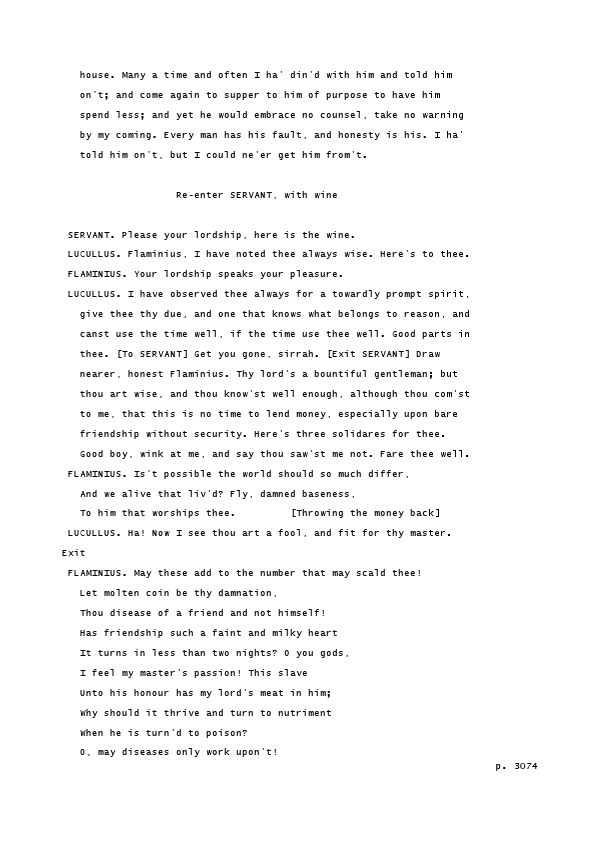 house. Many a time and often I ha' din'd with him and told him
on't; and come again to supper to him of purpose to have him
spend less; and yet he would embrace no counsel, take no warning
by my coming. Every man has his fault, and honesty is his. I ha'
told him on't, but I could ne'er get him from't.
Re-enter SERVANT, with wine
SERVANT. Please your lordship, here is the wine.
LUCULLUS. Flaminius, I have noted thee always wise. Here's to thee.
FLAMINIUS. Your lordship speaks your pleasure.
LUCULLUS. I have observed thee always for a towardly prompt spirit,
give thee thy due, and one that knows what belongs to reason, and
canst use the time well, if the time use thee well. Good parts in
thee. [To SERVANT] Get you gone, sirrah. [Exit SERVANT] Draw
nearer, honest Flaminius. Thy lord's a bountiful gentleman; but
thou art wise, and thou know'st well enough, although thou com'st
to me, that this is no time to lend money, especially upon bare
friendship without security. Here's three solidares for thee.
Good boy, wink at me, and say thou saw'st me not. Fare thee well.
FLAMINIUS. Is't possible the world should so much differ,
And we alive that liv'd? Fly, damned baseness,
To him that worships thee. [Throwing the money back]
LUCULLUS. Ha! Now I see thou art a fool, and fit for thy master.
Exit
FLAMINIUS. May these add to the number that may scald thee!
Let molten coin be thy damnation,
Thou disease of a friend and not himself!
Has friendship such a faint and milky heart
It turns in less than two nights? O you gods,
I feel my master's passion! This slave
Unto his honour has my lord's meat in him;
Why should it thrive and turn to nutriment
When he is turn'd to poison?
O, may diseases only work upon't!
p. 3074